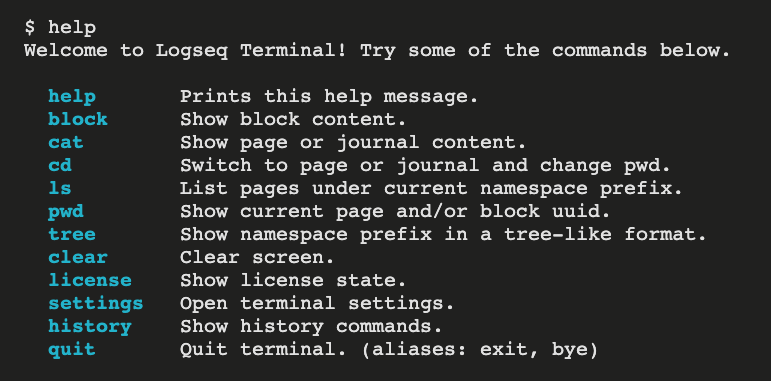 $ help
Welcome to Logseq Terminal! Try some of the commands below.
help Prints this help message.
block Show block content.
cat Show page or journal content.
cd Switch to page or journal and change pwd.
ls List pages under current namespace prefix.
pwd Show current page and/or block uuid.
tree Show namespace prefix in a tree-like format.
clear Clear screen.
license Show license state.
settings Open terminal settings.
history Show history commands.
quit Quit terminal. (aliases: exit, bye)